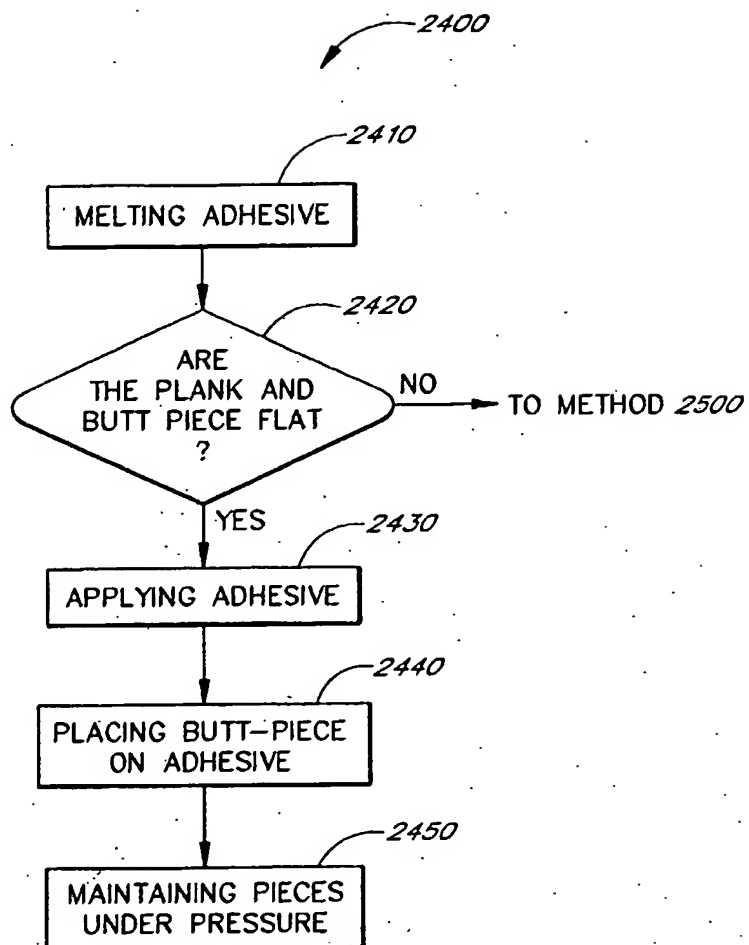 2400
2410
MELTING ADHESIVE
2420
ARE
THE PLANK AND
BUTT PIECE FLAT
?
NO
TO METHOD 2500
YES
2430
APPLYING ADHESIVE
2440
PLACING BUTT-PIECE
ON ADHESIVE
2450
MAINTAINING PIECES
UNDER PRESSURE